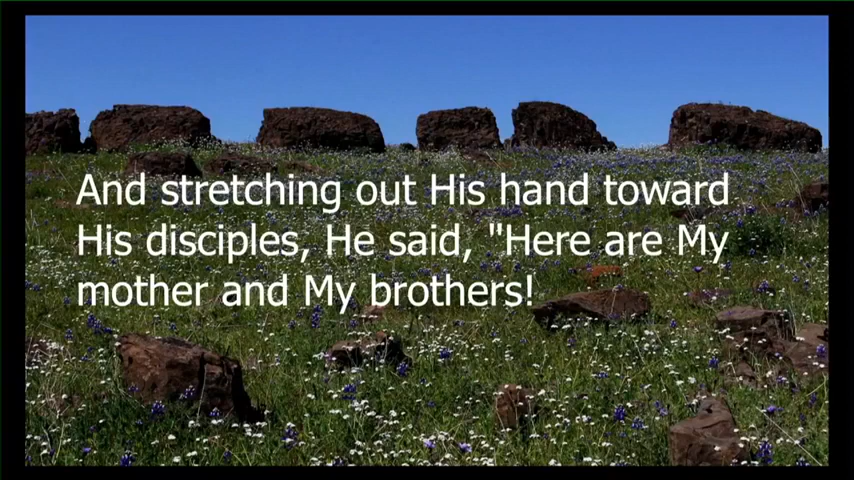 And stretching out His hand toward
His disciples, He said, "Here are My
mother and My brothers!